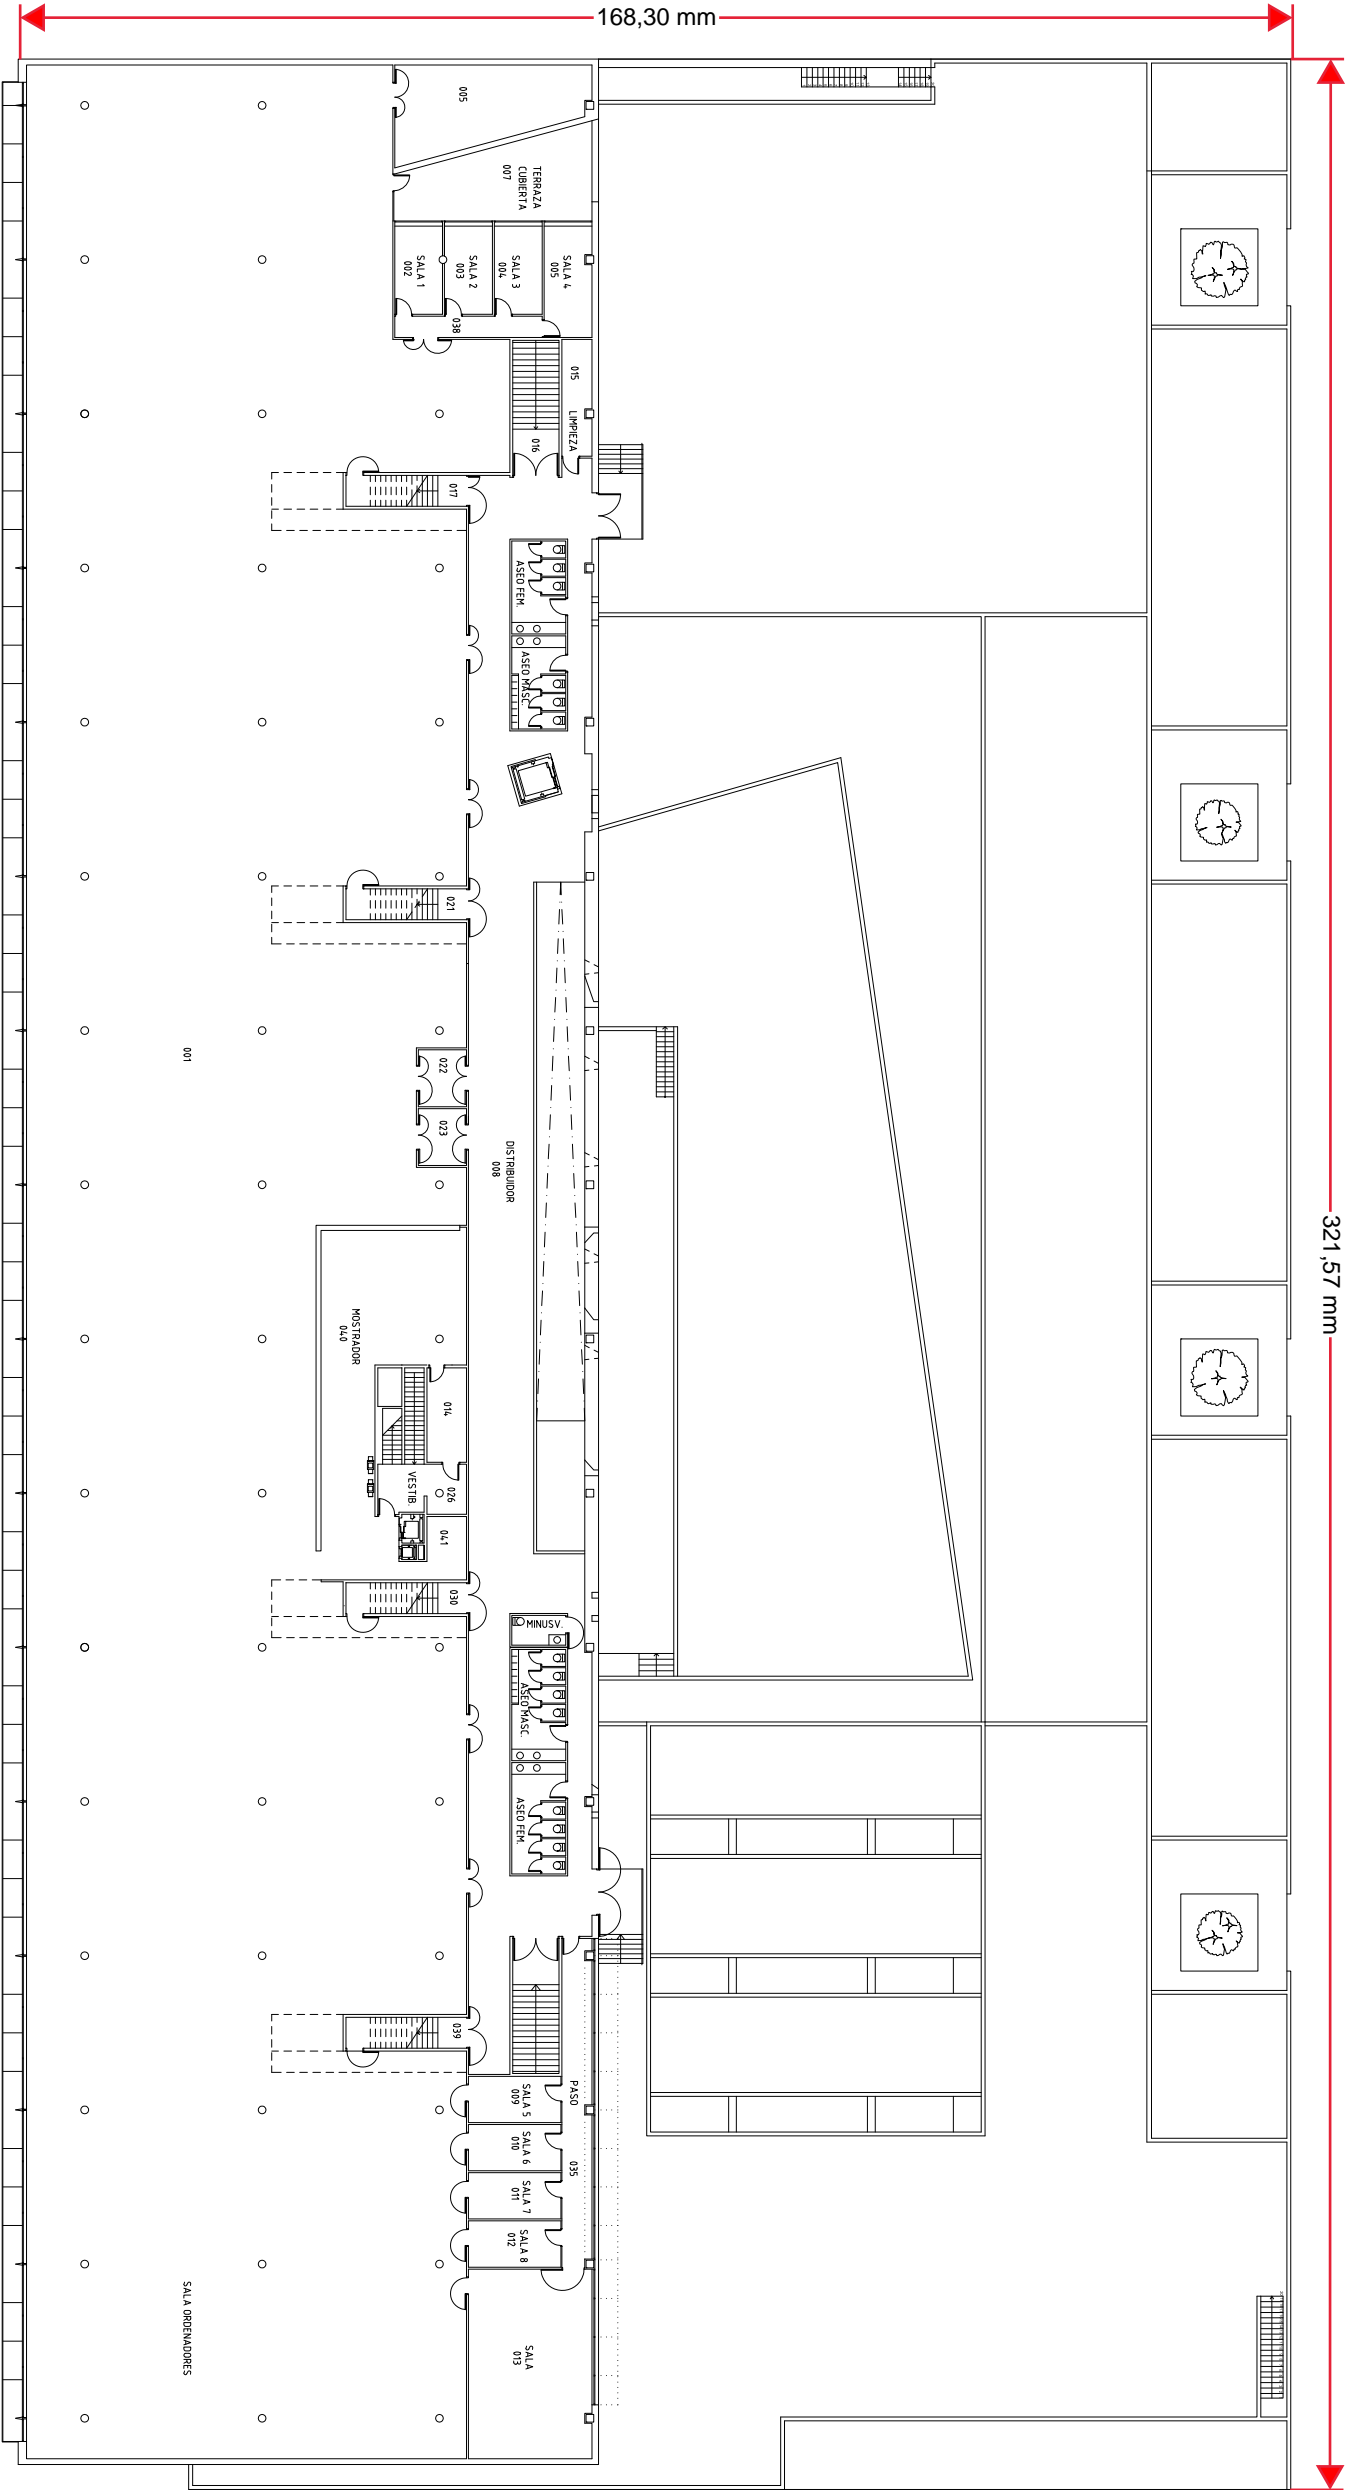 168,30 mm
321,57 mm
005
TERRAZA
CUBIERTA
007
SALA 1
002
SALA 2
003
SALA 3
004
SALA 4
005
038
015
LIMPIEZA
016
017
ASEO FEM.
ASEO MASC.
021
001
022
023
DISTRIBUIDOR
008
MOSTRADOR
040
014
VESTIB.
026
041
030
MINUSV.
ASEO MASC.
ASEO FEM.
039
PASO
SALA 5
009
SALA 6
010
035
SALA 7
011
SALA 8
012
SALA ORDENADORES
SALA
013